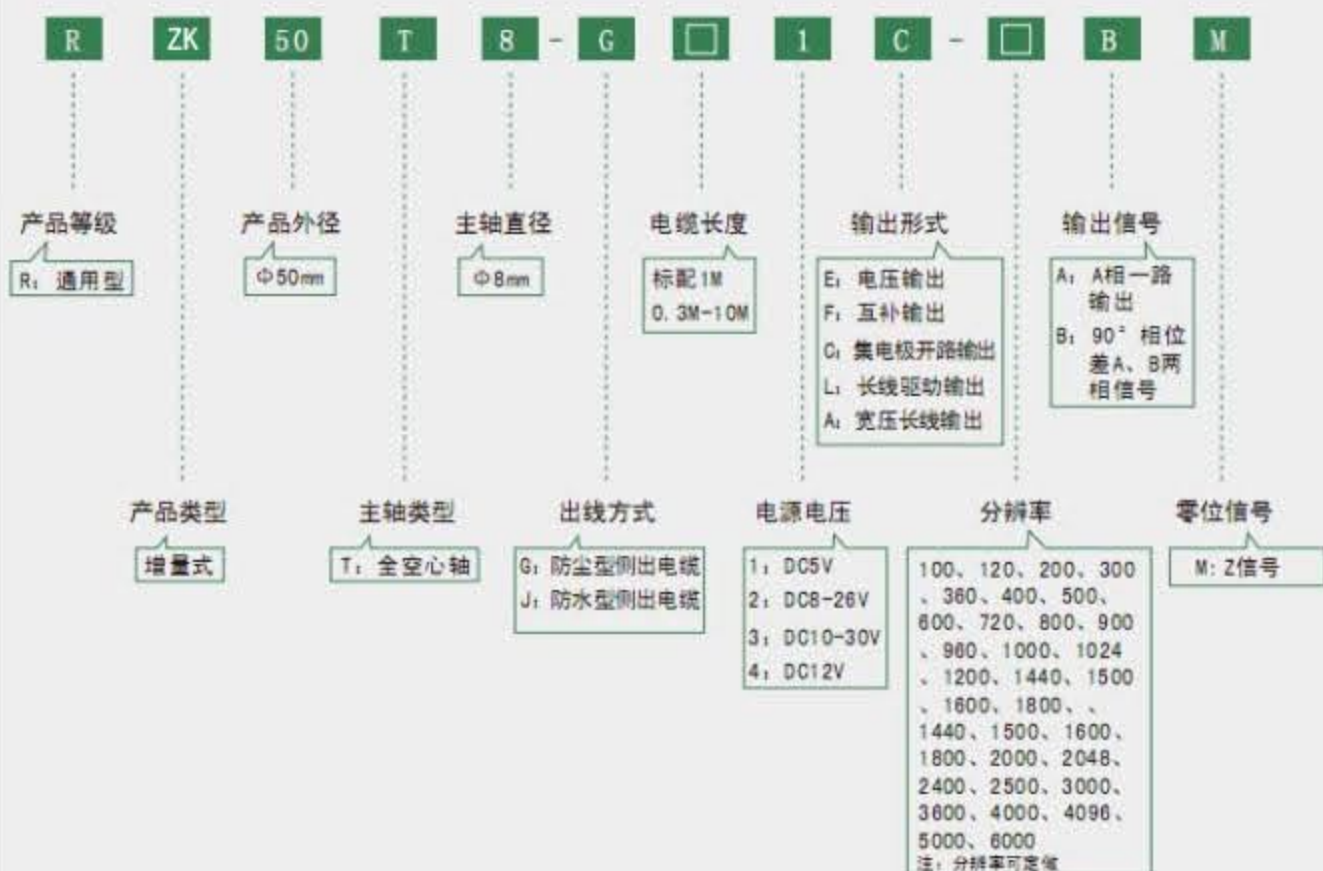 R ZK 50 T 8 - G □ 1 C - □ B M
产品等级
R: 通用型
产品外径
Φ50mm
主轴直径
Φ8mm
电缆长度
标配1M
0.3M-10M
输出形式
E: 电压输出
F: 互补输出
C: 集电极开路输出
L: 长线驱动输出
A: 宽压长线输出
输出信号
A: A相一路
输出
B: 90°相位
差A、B两
相信号
产品类型
增量式
主轴类型
T: 全空心轴
出线方式
G: 防尘型侧出电缆
J: 防水型侧出电缆
电源电压
1: DC5V
2: DC8-26V
3: DC10-30V
4: DC12V
分辨率
100、120、200、300
、360、400、500、
600、720、800、900
、960、1000、1024
、1200、1440、1500
、1600、1800、、
1440、1500、1600、
1800、2000、2048、
2400、2500、3000、
3600、4000、4096、
5000、6000
注: 分辨率可定做
零位信号
M: Z信号